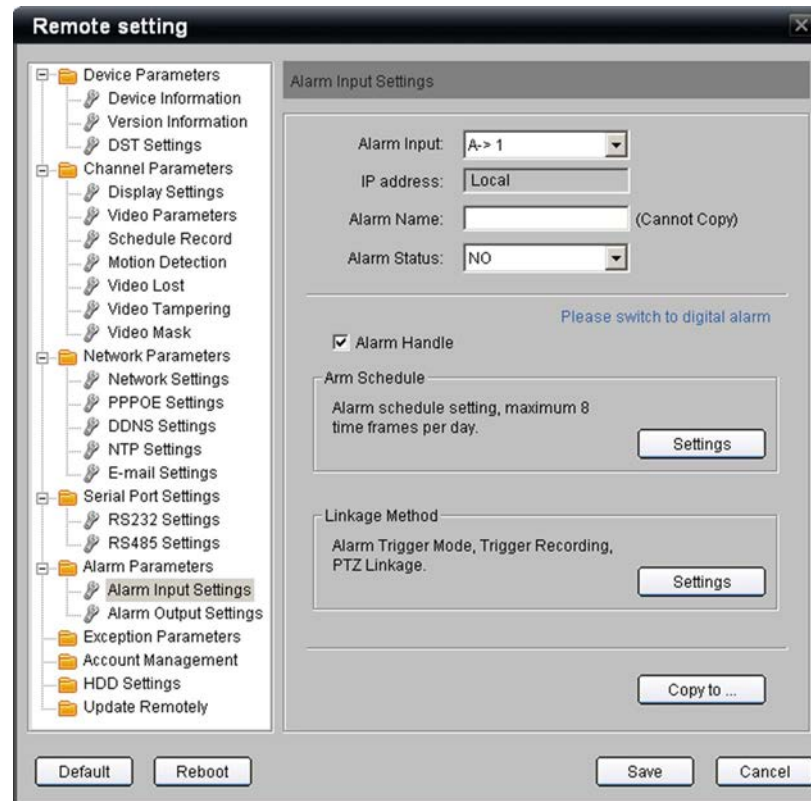 Remote setting
Device Parameters
Device Information
Version Information
DST Settings
Channel Parameters
Display Settings
Video Parameters
Schedule Record
Motion Detection
Video Lost
Video Tampering
Video Mask
Network Parameters
Network Settings
PPPOE Settings
DDNS Settings
NTP Settings
E-mail Settings
Serial Port Settings
RS232 Settings
RS485 Settings
Alarm Parameters
Alarm Input Settings
Alarm Output Settings
Exception Parameters
Account Management
HDD Settings
Update Remotely
Alarm Input Settings
Alarm Input: A-> 1
IP address: Local
Alarm Name: (Cannot Copy)
Alarm Status: NO
Please switch to digital alarm
Alarm Handle
Arm Schedule
Alarm schedule setting, maximum 8
time frames per day.
Settings
Linkage Method
Alarm Trigger Mode, Trigger Recording,
PTZ Linkage.
Settings
Copy to ...
Default Reboot Save Cancel